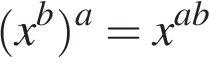 $(x^b)^a = x^{ab}$